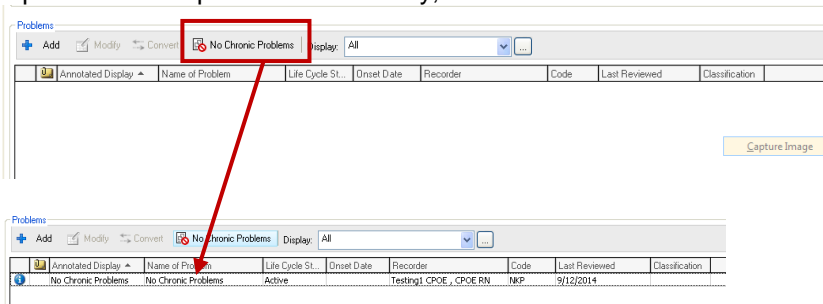 Problems
Add Modify Convert No Chronic Problems Display: All ...
Annotated Display Name of Problem Life Cycle St... Onset Date Recorder Code Last Reviewed Classification
Capture Image
Problems
Add Modify Convert No Chronic Problems Display: All ...
Annotated Display Name of Problem Life Cycle St... Onset Date Recorder Code Last Reviewed Classification
No Chronic Problems No Chronic Problems Active Testing1 CPOE , CPOE RN NKP 9/12/2014